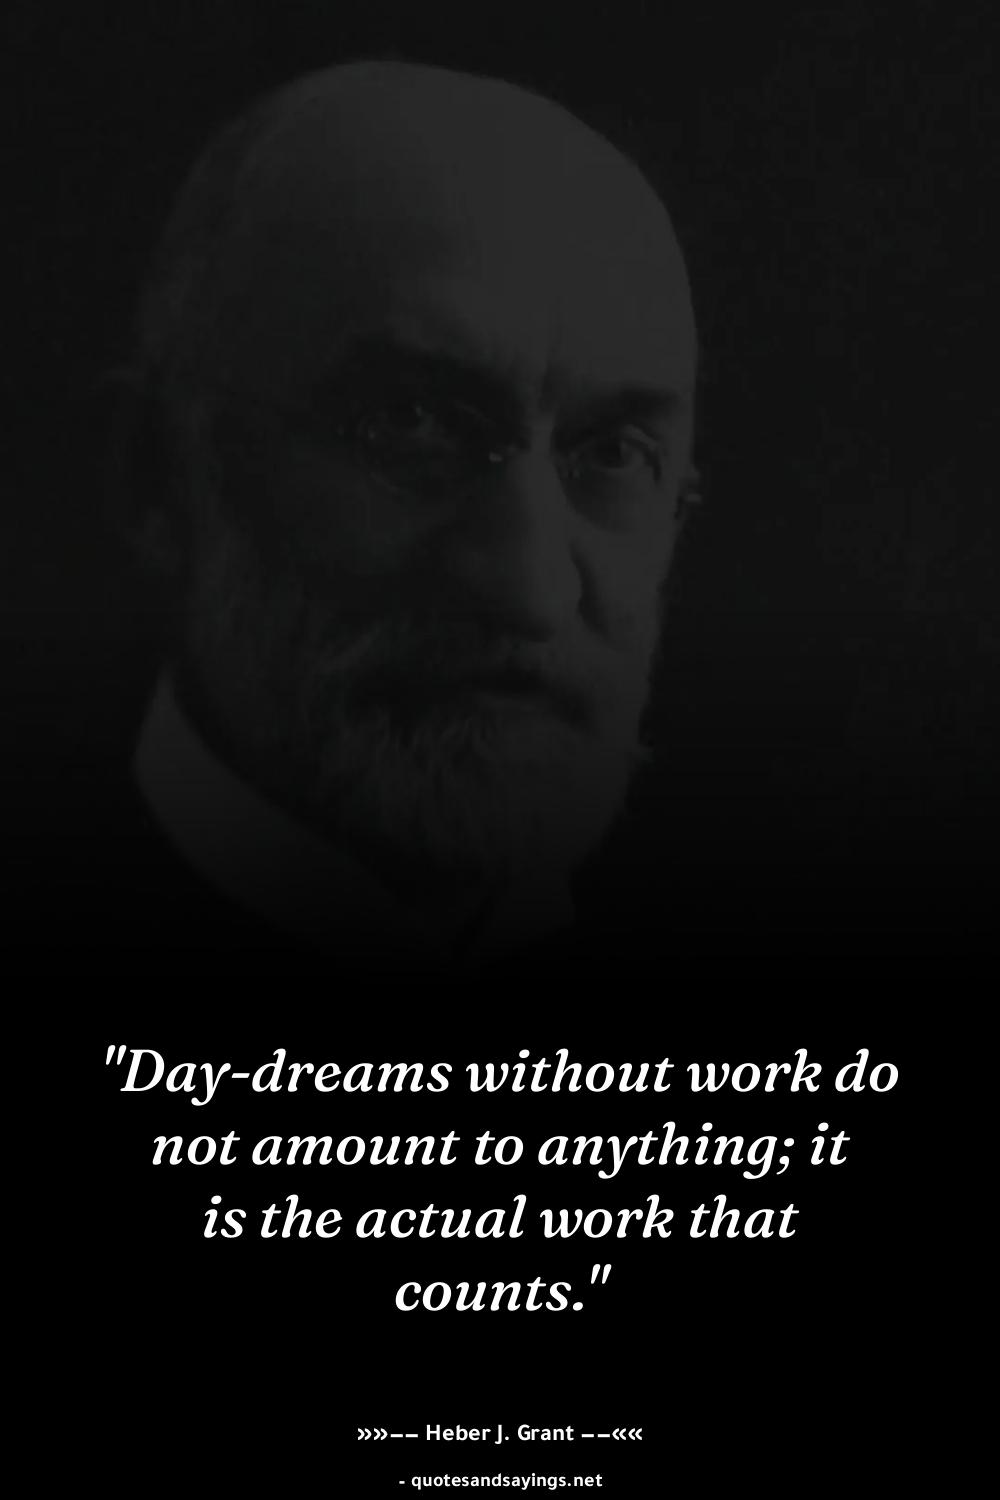 "Day-dreams without work do
not amount to anything; it
is the actual work that
counts."
»»–– Heber J. Grant ––««
- quotesandsayings.net